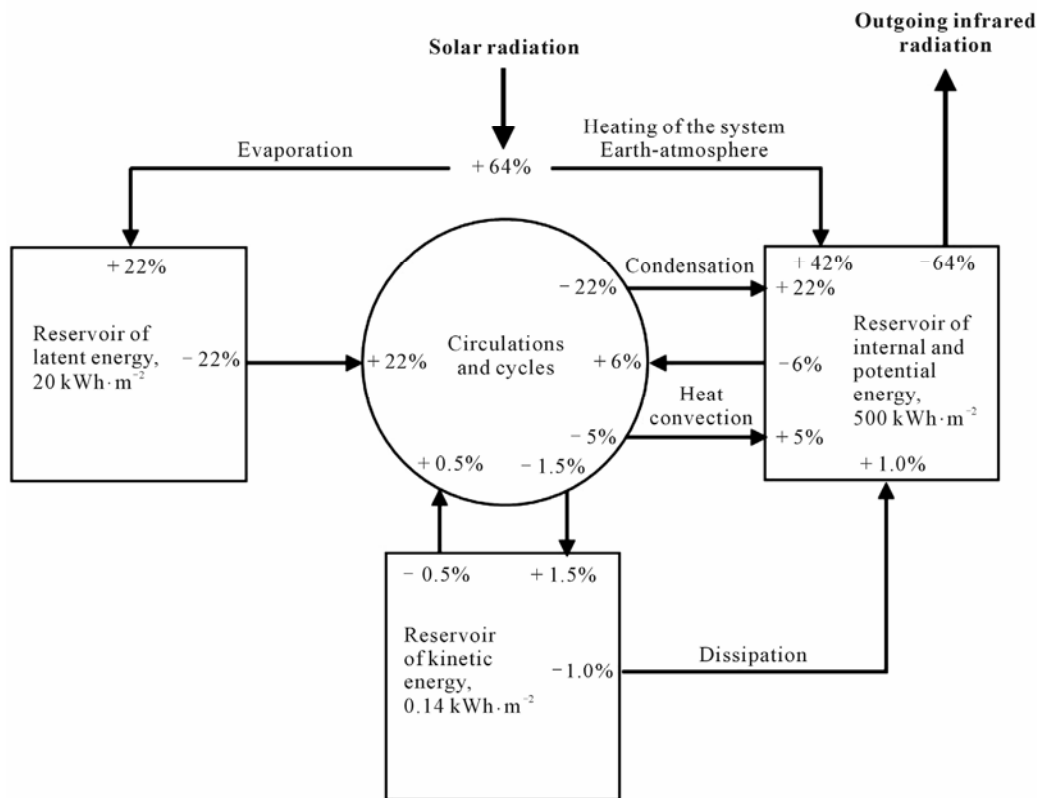 Outgoing infrared
radiation
Solar radiation
Heating of the system
Earth-atmosphere
Evaporation
+ 64%
+ 22%
Reservoir of
latent energy,
20 kWh·m⁻²
− 22%
+ 22%
Circulations
and cycles
− 22%
+ 6%
− 5%
+ 0.5%
− 1.5%
Condensation
Heat
convection
+ 42%
− 64%
+ 22%
Reservoir of
internal and
potential
energy,
500 kWh·m⁻²
−6%
+ 5%
+ 1.0%
− 0.5%
+ 1.5%
Reservoir
of kinetic
energy,
0.14 kWh·m⁻²
−1.0%
Dissipation